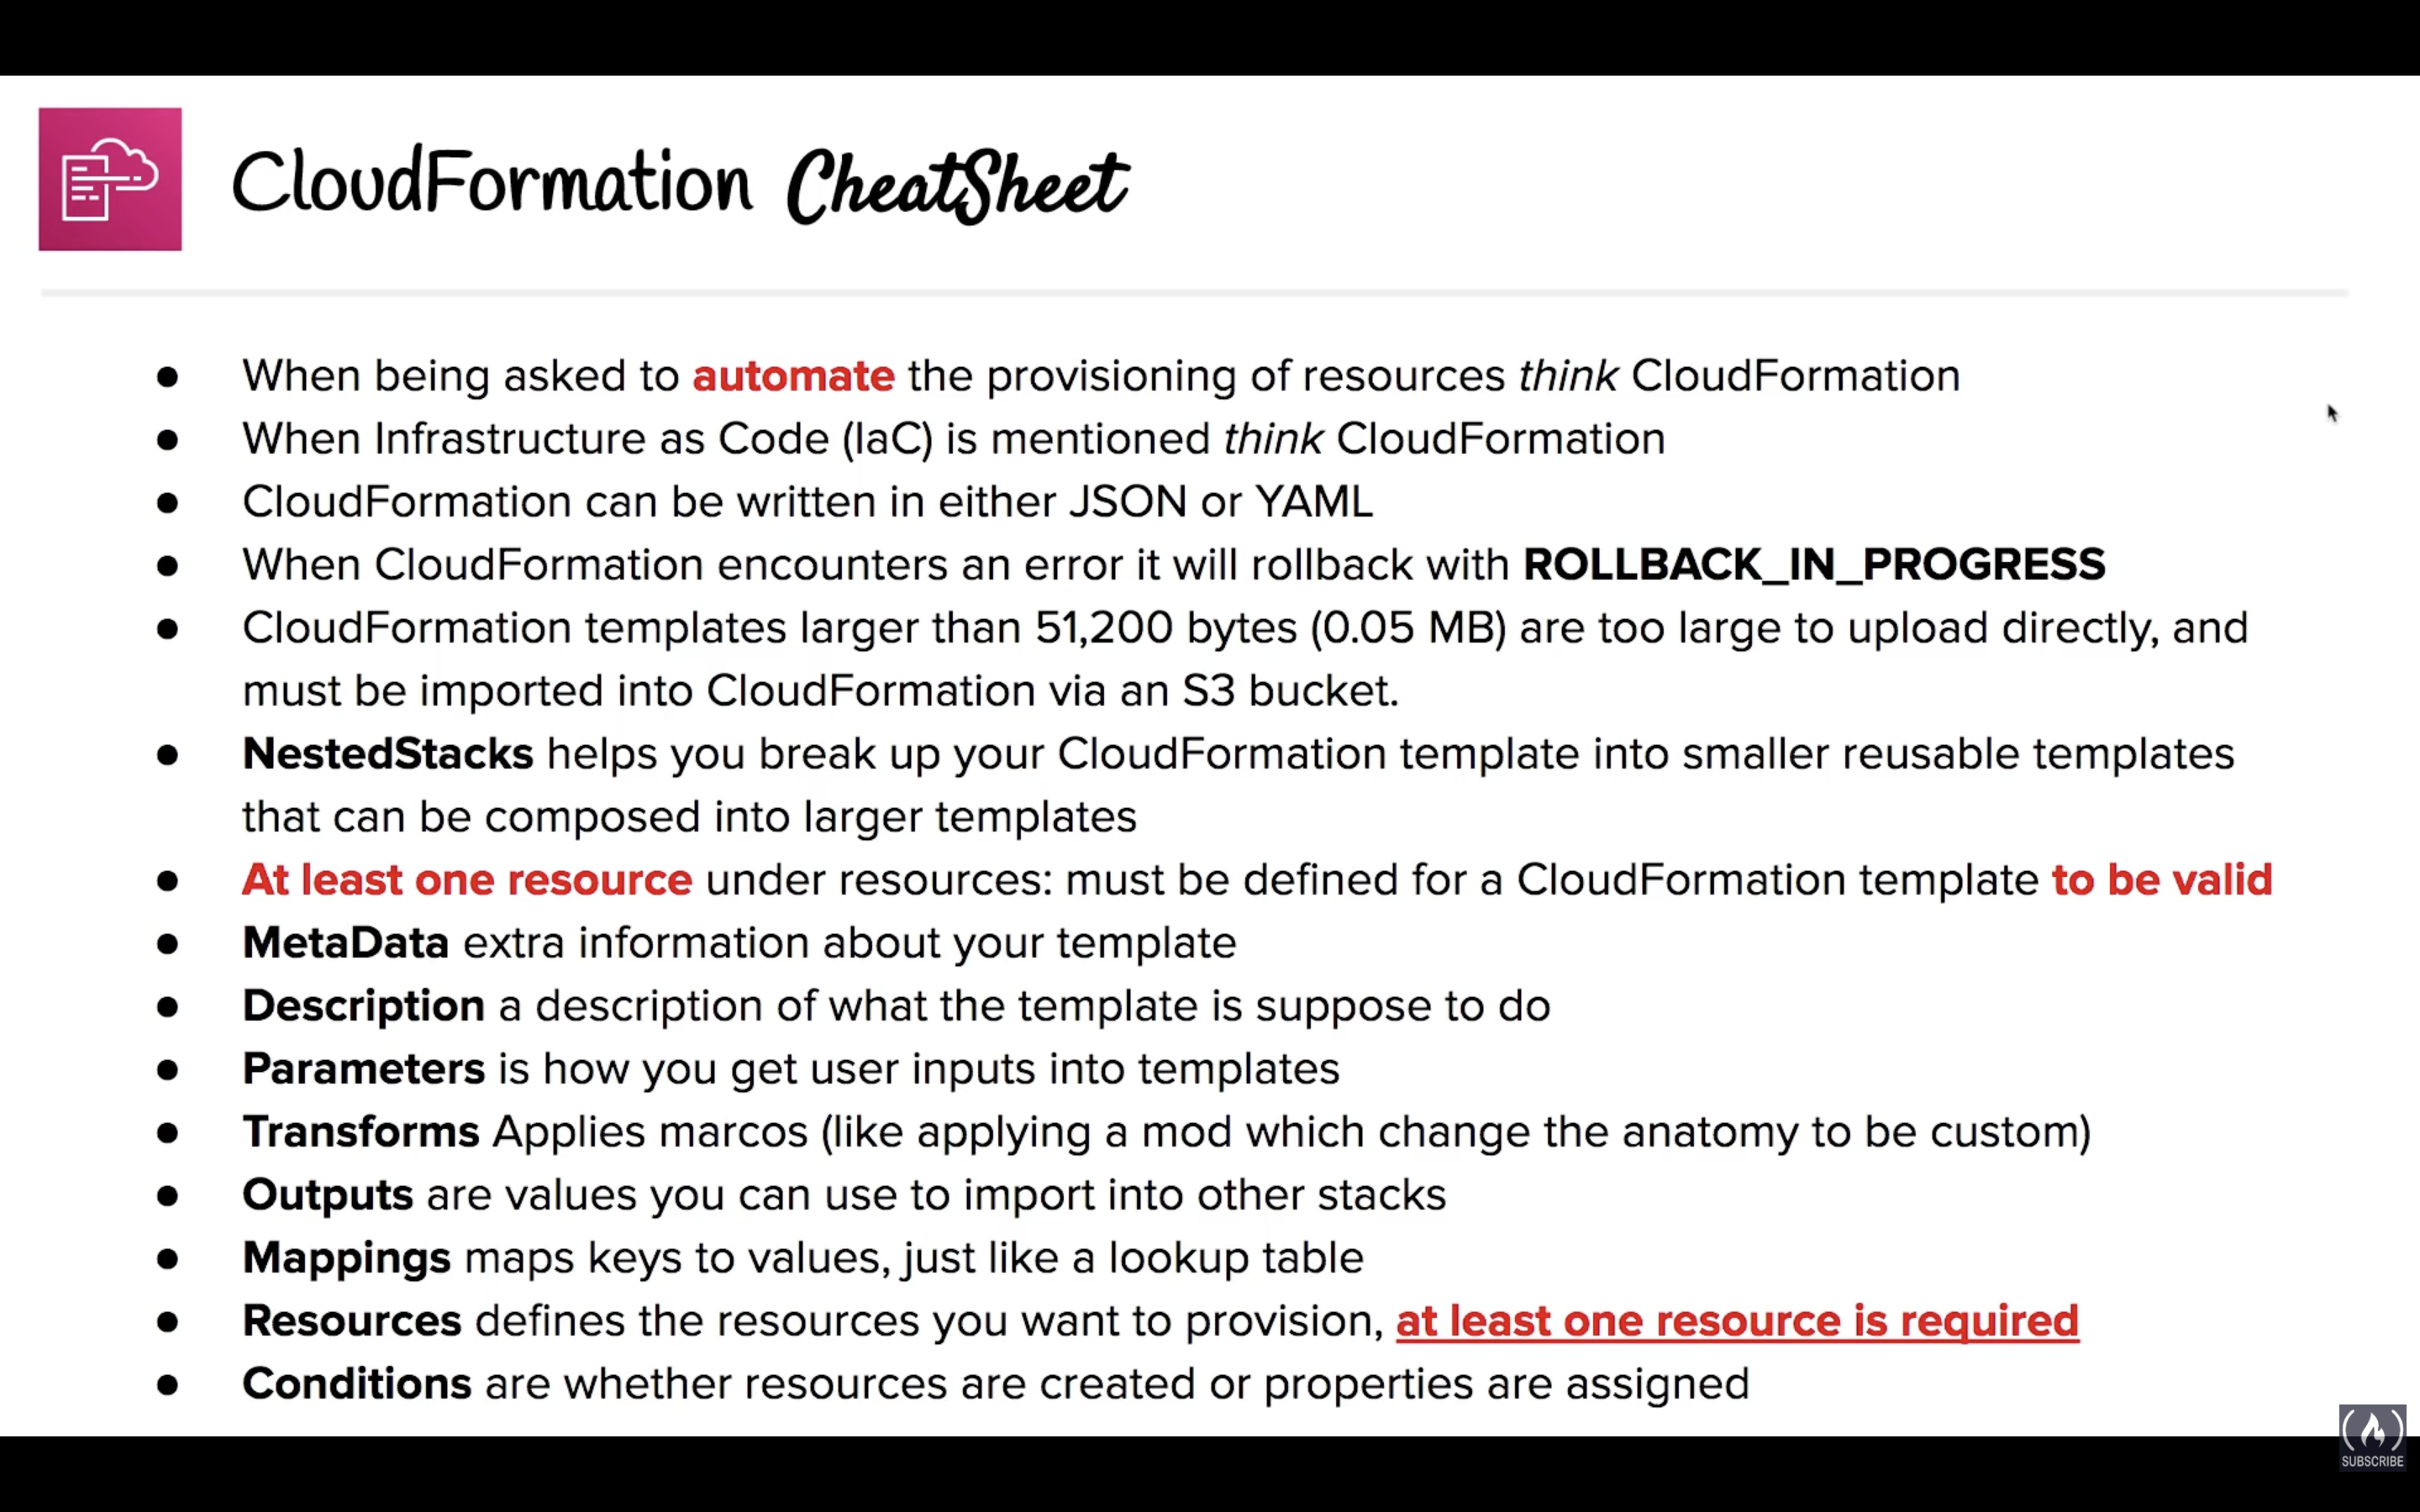 CloudFormation CheatSheet
● When being asked to automate the provisioning of resources think CloudFormation
● When Infrastructure as Code (IaC) is mentioned think CloudFormation
● CloudFormation can be written in either JSON or YAML
● When CloudFormation encounters an error it will rollback with ROLLBACK_IN_PROGRESS
● CloudFormation templates larger than 51,200 bytes (0.05 MB) are too large to upload directly, and
must be imported into CloudFormation via an S3 bucket.
● NestedStacks helps you break up your CloudFormation template into smaller reusable templates
that can be composed into larger templates
● At least one resource under resources: must be defined for a CloudFormation template to be valid
● MetaData extra information about your template
● Description a description of what the template is suppose to do
● Parameters is how you get user inputs into templates
● Transforms Applies marcos (like applying a mod which change the anatomy to be custom)
● Outputs are values you can use to import into other stacks
● Mappings maps keys to values, just like a lookup table
● Resources defines the resources you want to provision, at least one resource is required
● Conditions are whether resources are created or properties are assigned
SUBSCRIBE